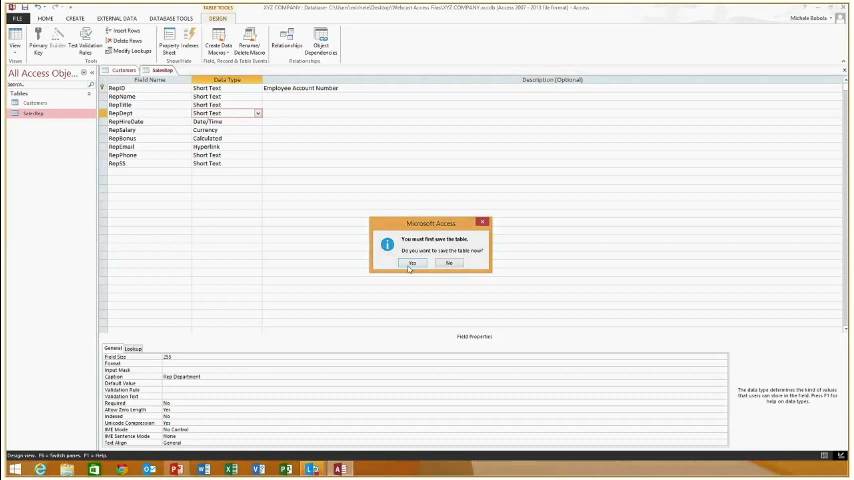 TABLE TOOLS
XYZ COMPANY : Database- C:\Users\michele\Desktop\Webcast Access Files\XYZ COMPANY.accdb (Access 2007 - 2013 file format) - Access
FILE HOME CREATE EXTERNAL DATA DATABASE TOOLS DESIGN
Michele Bobola
View
Primary Key
Builder
Test Validation Rules
Insert Rows
Delete Rows
Modify Lookups
Property Sheet
Indexes
Create Data Macros
Rename/ Delete Macro
Relationships
Object Dependencies
Views Tools Show/Hide Field, Record & Table Events Relationships
All Access Obje...
Search...
Tables
Customers
SalesRep
Customers SalesRep
Field Name Data Type Description (Optional)
RepID Short Text Employee Account Number
RepName Short Text
RepTitle Short Text
RepDept Short Text
RepHireDate Date/Time
RepSalary Currency
RepBonus Calculated
RepEmail Hyperlink
RepPhone Short Text
RepSS Short Text
Microsoft Access
You must first save the table.
Do you want to save the table now?
Yes No
Field Properties
General Lookup
Field Size 255
Format
Input Mask
Caption Rep Department
Default Value
Validation Rule
Validation Text
Required No
Allow Zero Length Yes
Indexed No
Unicode Compression Yes
IME Mode No Control
IME Sentence Mode None
Text Align General
The data type determines the kind of values
that users can store in the field. Press F1 for
help on data types.
Design view. F6 = Switch panes. F1 = Help.